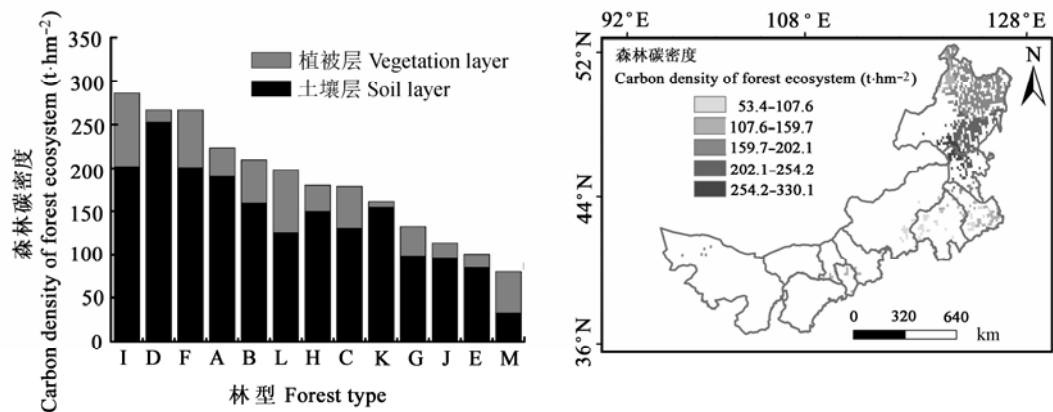 森林碳密度
Carbon density of forest ecosystem (t·hm⁻²)
350
300
250
200
150
100
50
0
植被层 Vegetation layer
土壤层 Soil layer
I D F A B L H C K G J E M
林型 Forest type
92°E 108°E 128°E
52°N
44°N
36°N
森林碳密度
Carbon density of forest ecosystem (t·hm⁻²)
53.4–107.6
107.6–159.7
159.7–202.1
202.1–254.2
254.2–330.1
N
0 320 640
km